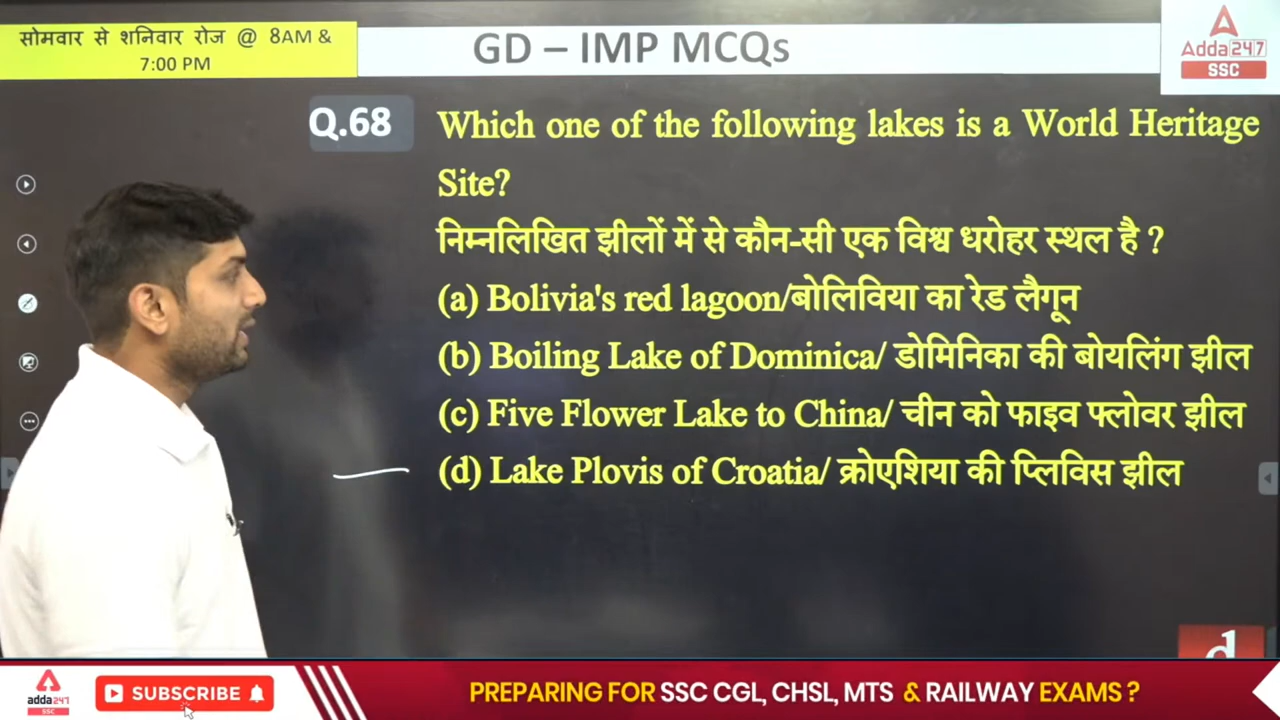 सोमवार से शनिवार रोज @ 8AM &
7:00 PM
GD – IMP MCQs
Adda247
SSC
Q.68
Which one of the following lakes is a World Heritage
Site?
निम्नलिखित झीलों में से कौन-सी एक विश्व धरोहर स्थल है ?
(a) Bolivia's red lagoon/बोलिविया का रेड लैगून
(b) Boiling Lake of Dominica/ डोमिनिका की बोयलिंग झील
(c) Five Flower Lake to China/ चीन को फाइव फ्लोवर झील
(d) Lake Plovis of Croatia/ क्रोएशिया की प्लिविस झील
d
adda247
SSC
SUBSCRIBE
PREPARING FOR SSC CGL, CHSL, MTS & RAILWAY EXAMS ?